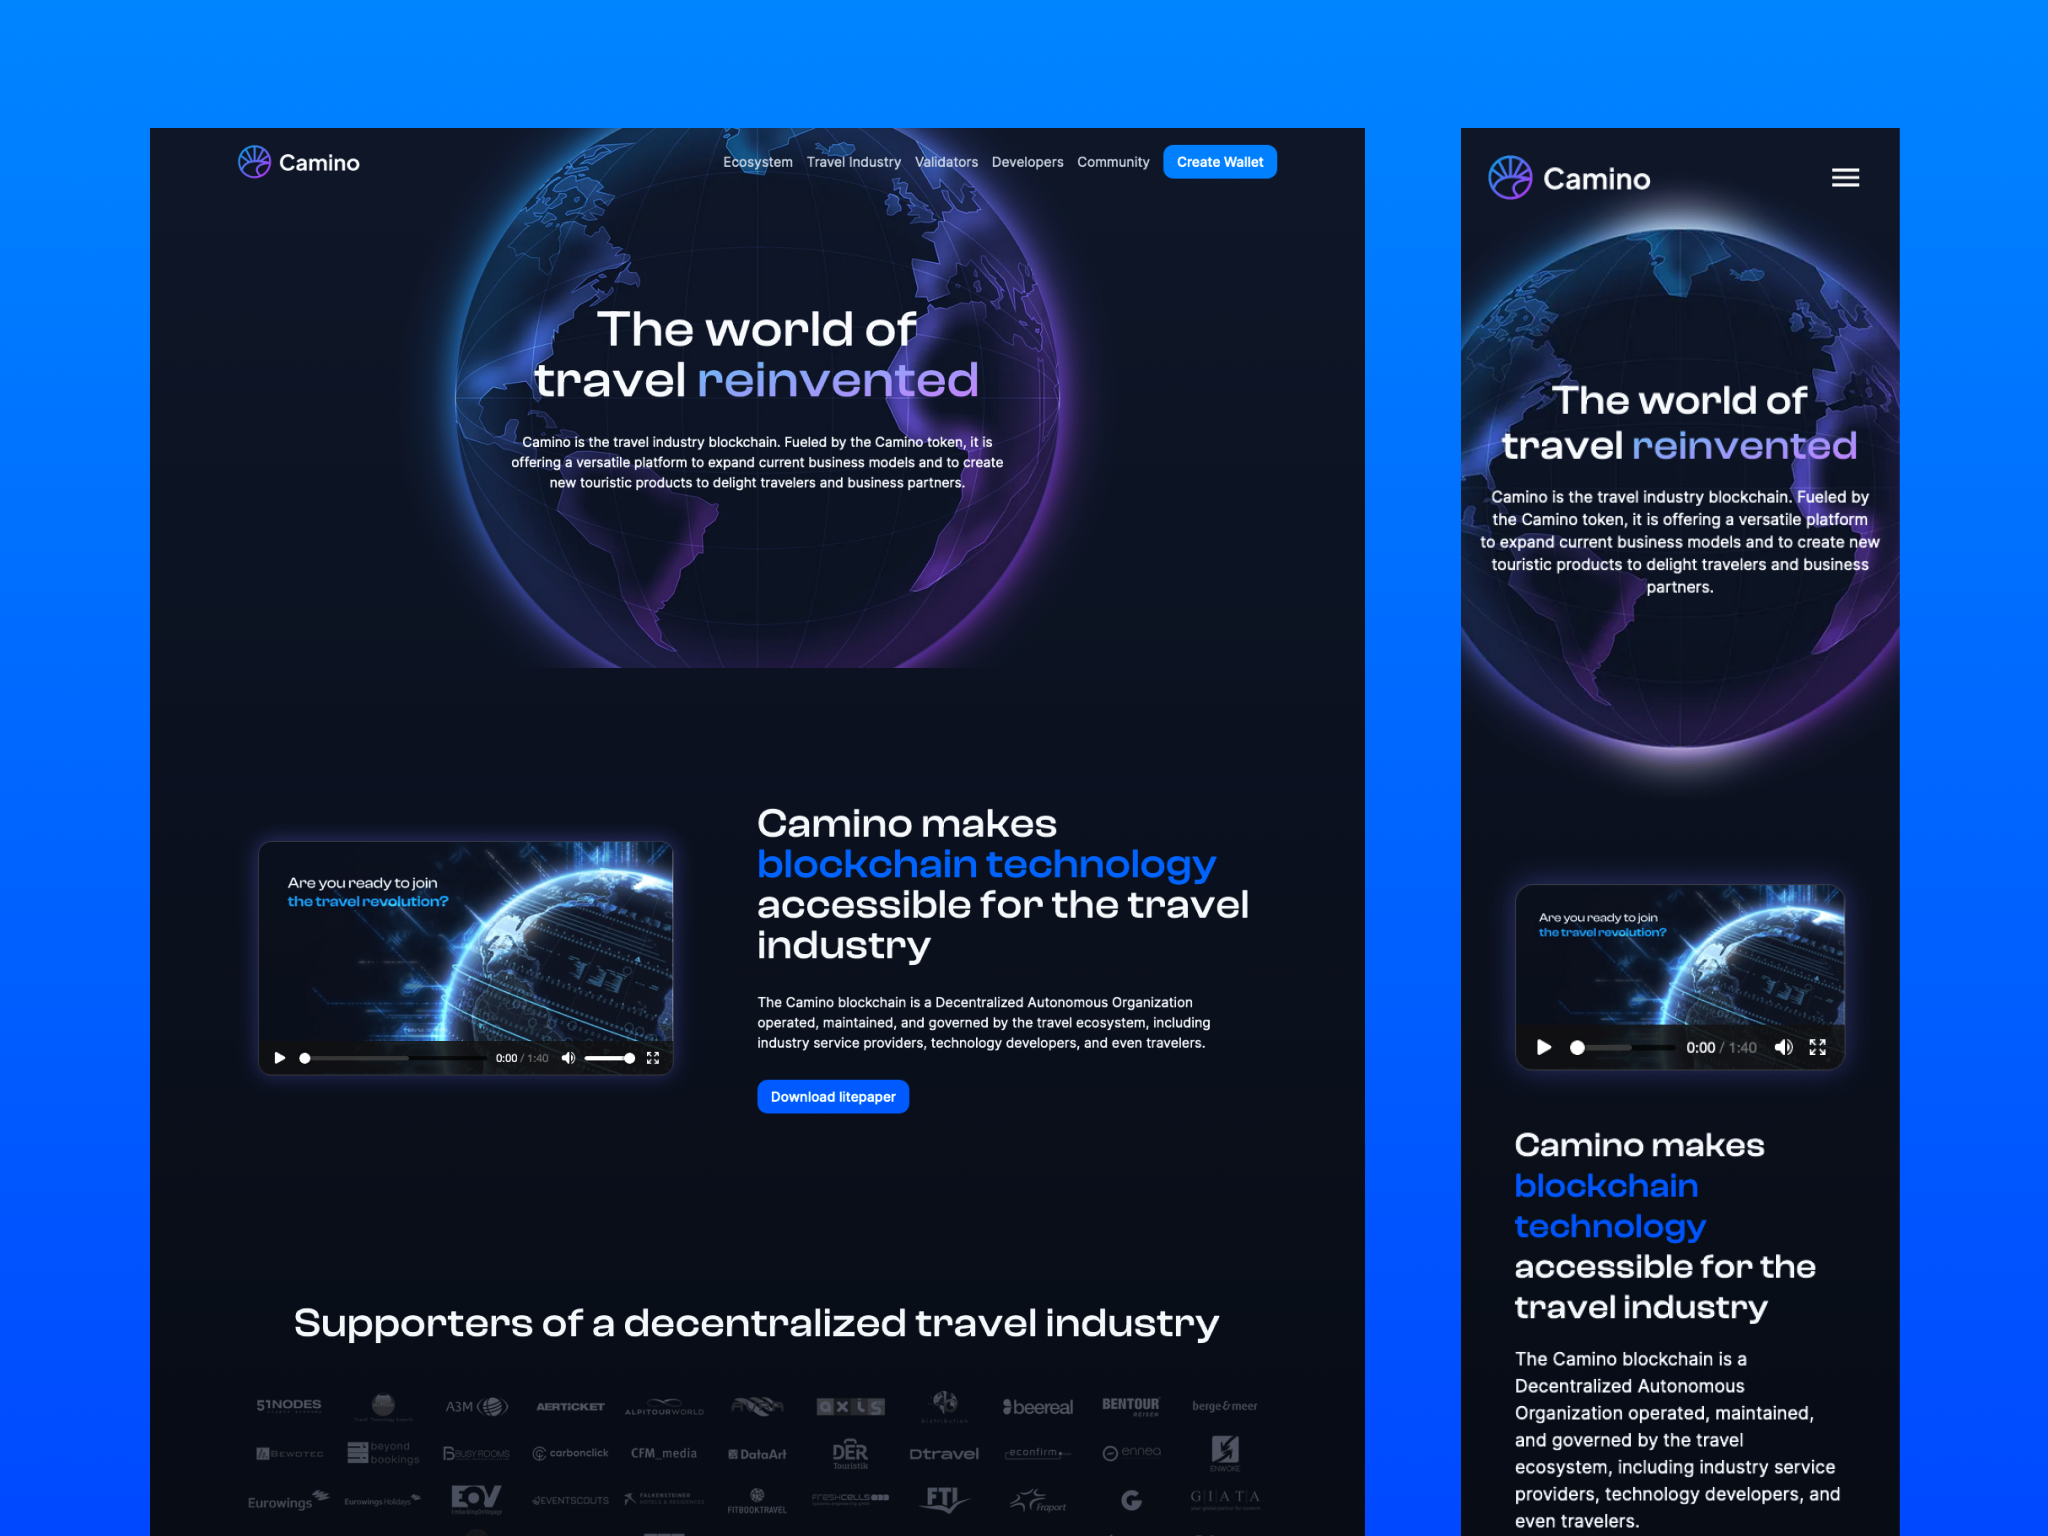 Camino
Ecosystem Travel Industry Validators Developers Community Create Wallet
The world of
travel reinvented
Camino is the travel industry blockchain. Fueled by the Camino token, it is
offering a versatile platform to expand current business models and to create
new touristic products to delight travelers and business partners.
Are you ready to join
the travel revolution?
0:00 / 1:40
Camino makes
blockchain technology
accessible for the travel
industry
The Camino blockchain is a Decentralized Autonomous Organization
operated, maintained, and governed by the travel ecosystem, including
industry service providers, technology developers, and even travelers.
Download litepaper
Supporters of a decentralized travel industry
51NODES
A3M
AERTiCKET
ALPITOURWORLD
AVRA
axis
distribution
beereal
BENTOUR
REISEN
berge&meer
BEWOTEC
beyond
bookings
BUSYROOMS
carbonclick
CFM_media
DataArt
DER
Touristik
Dtravel
econfirm
ennea
ENWOKE
Eurowings
Eurowings Holidays
EOV
EVENTSCOUTS
FALKENSTEINER
HOTELS & RESIDENCES
FITBOOKTRAVEL
FRESHCELLS
FTI
Fraport
G
GIATA
Camino
The world of
travel reinvented
Camino is the travel industry blockchain. Fueled by
the Camino token, it is offering a versatile platform
to expand current business models and to create new
touristic products to delight travelers and business
partners.
Are you ready to join
the travel revolution?
0:00 / 1:40
Camino makes
blockchain
technology
accessible for the
travel industry
The Camino blockchain is a
Decentralized Autonomous
Organization operated, maintained,
and governed by the travel
ecosystem, including industry service
providers, technology developers, and
even travelers.